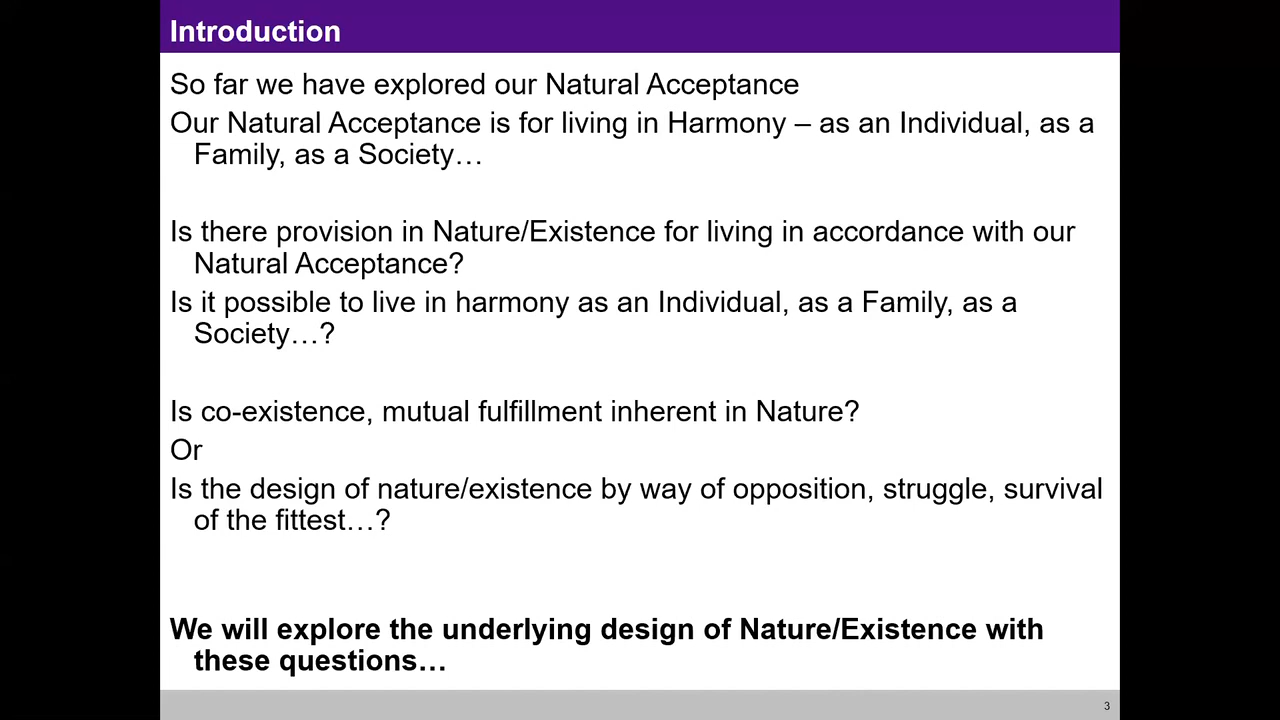 Introduction
So far we have explored our Natural Acceptance
Our Natural Acceptance is for living in Harmony – as an Individual, as a
Family, as a Society…
Is there provision in Nature/Existence for living in accordance with our
Natural Acceptance?
Is it possible to live in harmony as an Individual, as a Family, as a
Society…?
Is co-existence, mutual fulfillment inherent in Nature?
Or
Is the design of nature/existence by way of opposition, struggle, survival
of the fittest…?
We will explore the underlying design of Nature/Existence with
these questions…
3